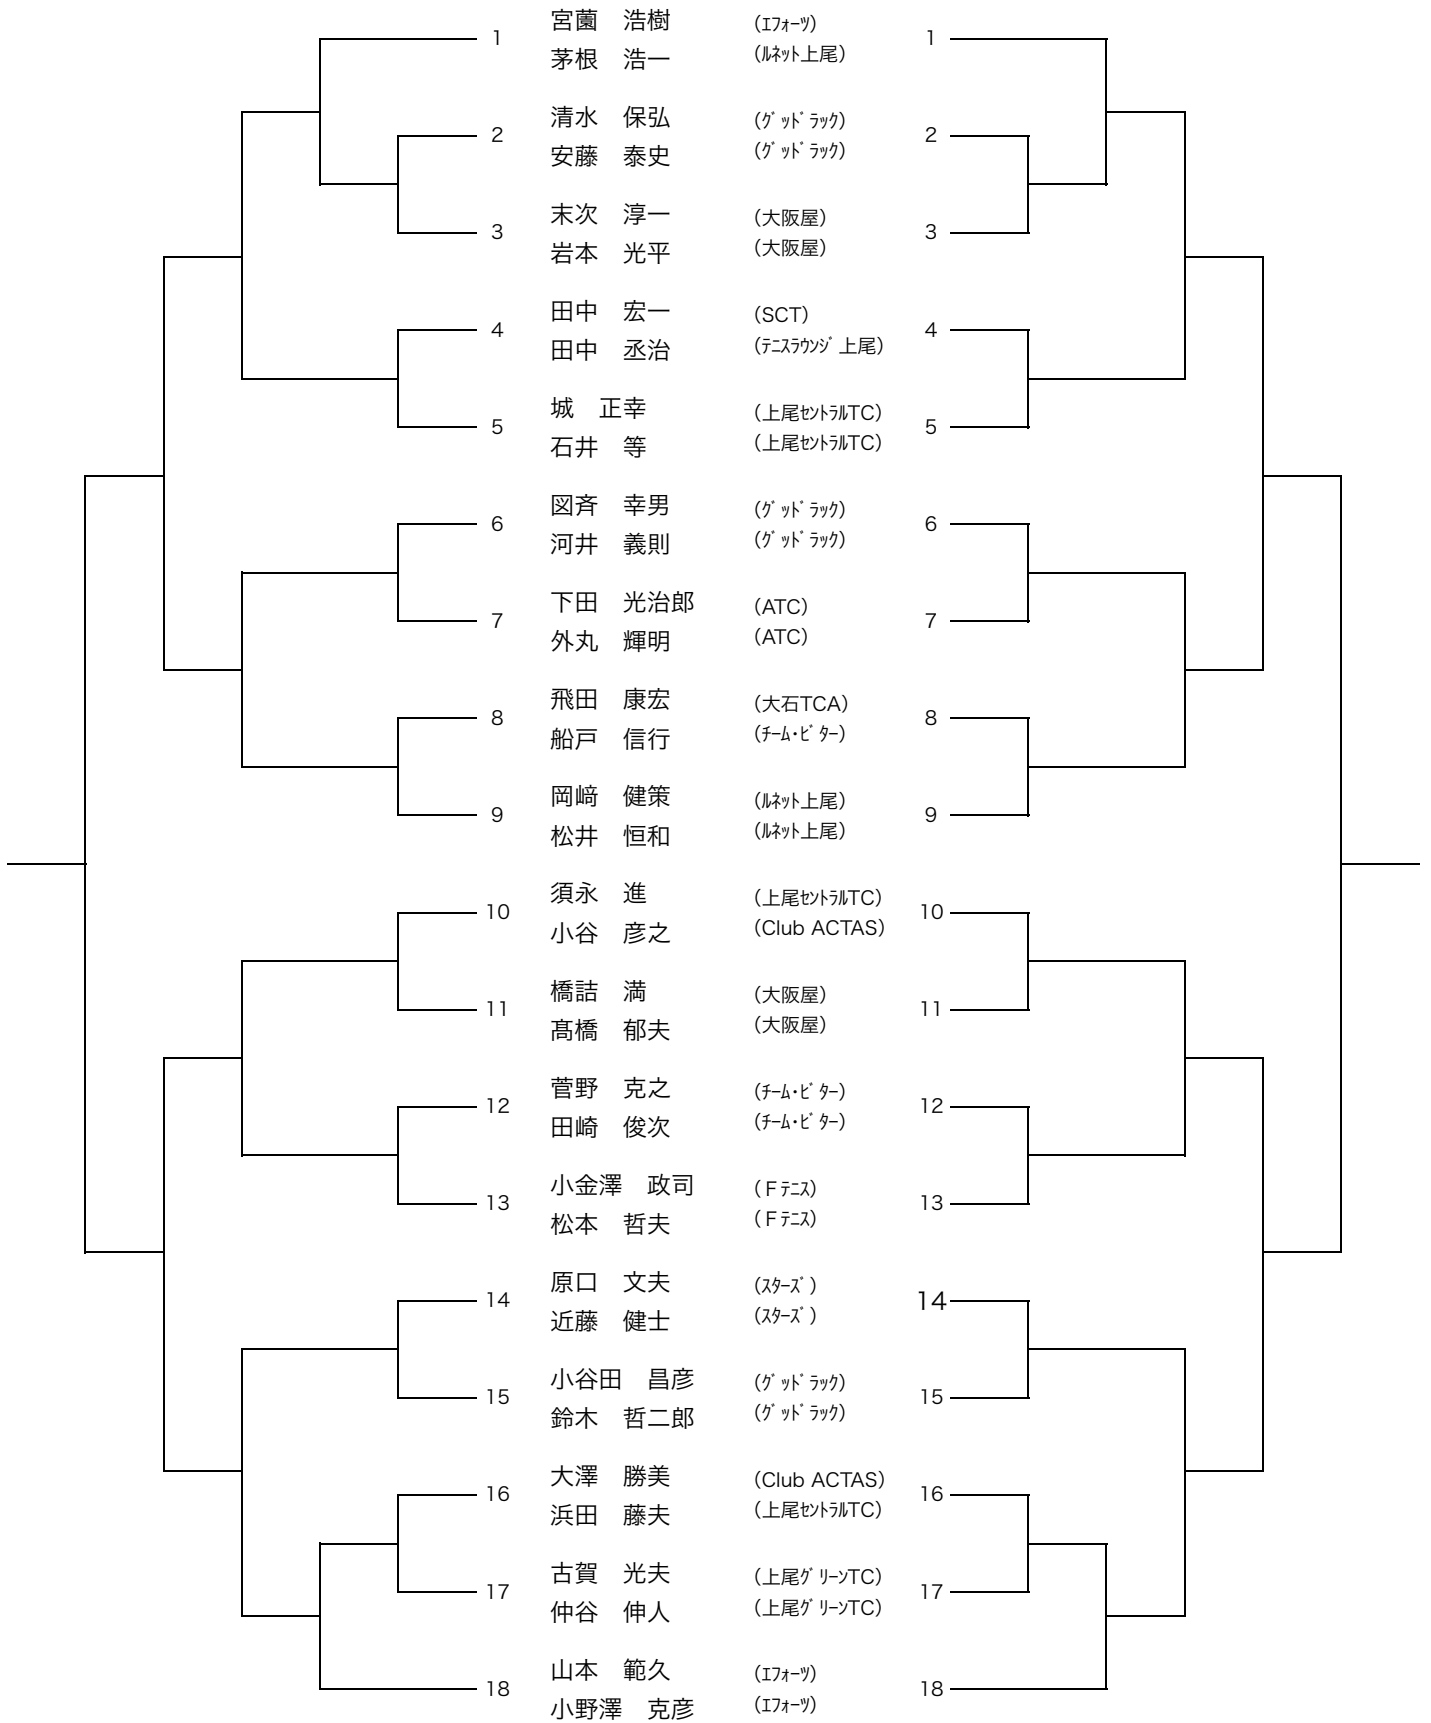 1 宮薗　浩樹 (ｴﾌｫｰﾂ) 1
茅根　浩一 (ﾙﾈｯﾄ上尾)
2 清水　保弘 (ｸﾞｯﾄﾞﾗｯｸ) 2
安藤　泰史 (ｸﾞｯﾄﾞﾗｯｸ)
3 末次　淳一 (大阪屋) 3
岩本　光平 (大阪屋)
4 田中　宏一 (SCT) 4
田中　丞治 (ﾃﾆｽﾗｳﾝｼﾞ上尾)
5 城　正幸 (上尾ｾﾝﾄﾗﾙTC) 5
石井　等 (上尾ｾﾝﾄﾗﾙTC)
6 図斉　幸男 (ｸﾞｯﾄﾞﾗｯｸ) 6
河井　義則 (ｸﾞｯﾄﾞﾗｯｸ)
7 下田　光治郎 (ATC) 7
外丸　輝明 (ATC)
8 飛田　康宏 (大石TCA) 8
船戸　信行 (ﾁｰﾑ･ﾋﾞﾀｰ)
9 岡﨑　健策 (ﾙﾈｯﾄ上尾) 9
松井　恒和 (ﾙﾈｯﾄ上尾)
10 須永　進 (上尾ｾﾝﾄﾗﾙTC) 10
小谷　彦之 (Club ACTAS)
11 橋詰　満 (大阪屋) 11
髙橋　郁夫 (大阪屋)
12 菅野　克之 (ﾁｰﾑ･ﾋﾞﾀｰ) 12
田崎　俊次 (ﾁｰﾑ･ﾋﾞﾀｰ)
13 小金澤　政司 (Ｆﾃﾆｽ) 13
松本　哲夫 (Ｆﾃﾆｽ)
14 原口　文夫 (ｽﾀｰｽﾞ) 14
近藤　健士 (ｽﾀｰｽﾞ)
15 小谷田　昌彦 (ｸﾞｯﾄﾞﾗｯｸ) 15
鈴木　哲二郎 (ｸﾞｯﾄﾞﾗｯｸ)
16 大澤　勝美 (Club ACTAS) 16
浜田　藤夫 (上尾ｾﾝﾄﾗﾙTC)
17 古賀　光夫 (上尾ｸﾞﾘｰﾝTC) 17
仲谷　伸人 (上尾ｸﾞﾘｰﾝTC)
18 山本　範久 (ｴﾌｫｰﾂ) 18
小野澤　克彦 (ｴﾌｫｰﾂ)